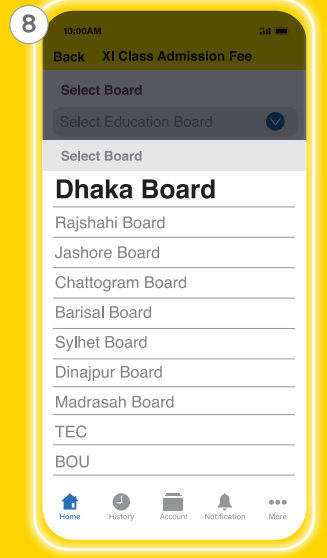 8
10:00AM
Back XI Class Admission Fee
Select Board
Select Education Board
Select Board
Dhaka Board
Rajshahi Board
Jashore Board
Chattogram Board
Barisal Board
Sylhet Board
Dinajpur Board
Madrasah Board
TEC
BOU
Home History Account Notification More